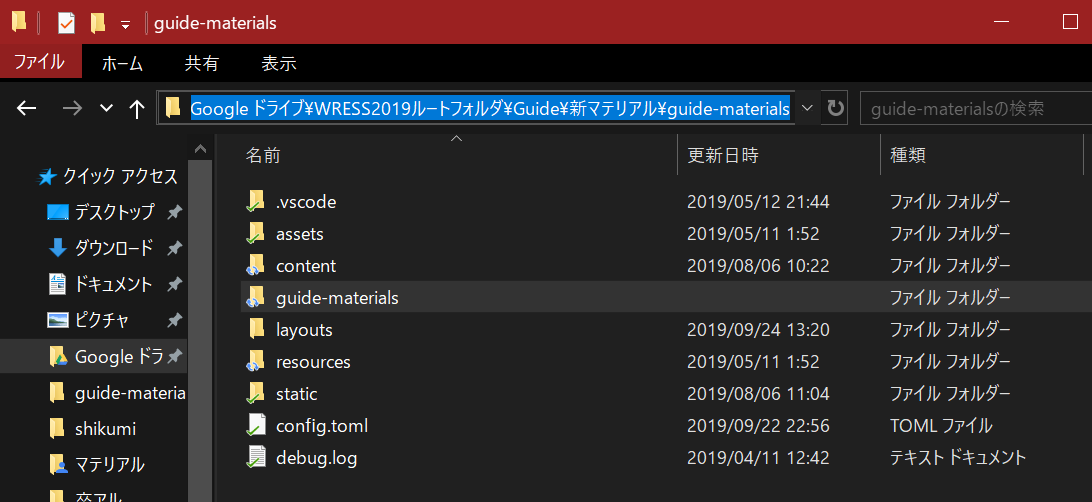 guide-materials
ファイル ホーム 共有 表示
Google ドライブ¥WRESS2019ルートフォルダ¥Guide¥新マテリアル¥guide-materials guide-materialsの検索
名前 更新日時 種類
クイック アクセス
デスクトップ
ダウンロード
ドキュメント
ピクチャ
Google ドラ
guide-materia
shikumi
マテリアル
卒アル
.vscode 2019/05/12 21:44 ファイル フォルダー
assets 2019/05/11 1:52 ファイル フォルダー
content 2019/08/06 10:22 ファイル フォルダー
guide-materials ファイル フォルダー
layouts 2019/09/24 13:20 ファイル フォルダー
resources 2019/05/11 1:52 ファイル フォルダー
static 2019/08/06 11:04 ファイル フォルダー
config.toml 2019/09/22 22:56 TOML ファイル
debug.log 2019/04/11 12:42 テキスト ドキュメント